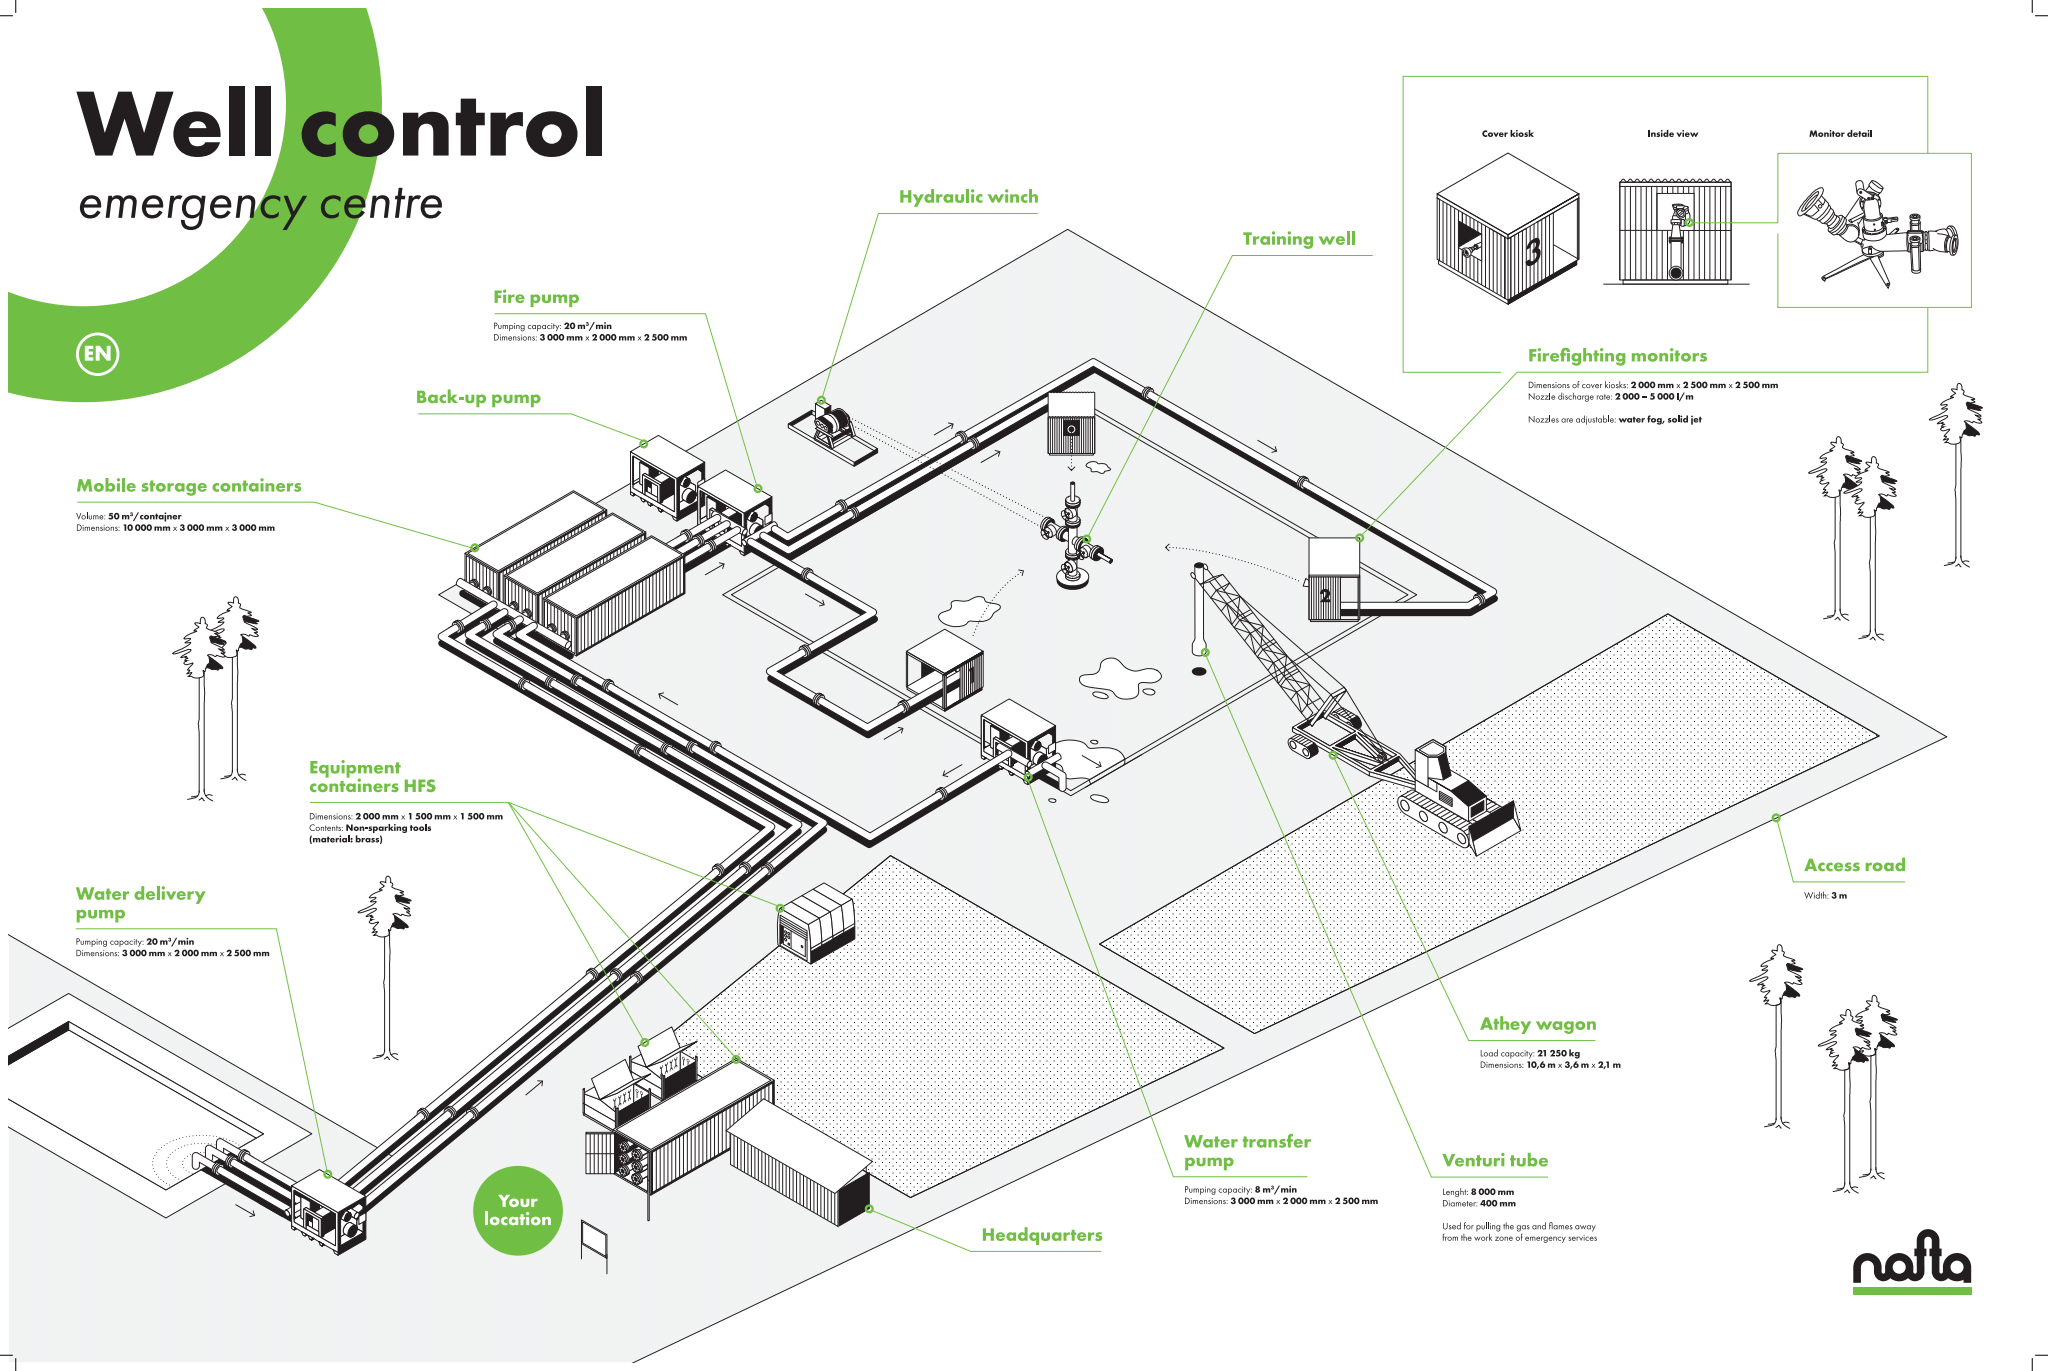 Well control
emergency centre
EN
Hydraulic winch
Training well
Fire pump
Pumping capacity: 20 m³/min
Dimensions: 3 000 mm x 2 000 mm x 2 500 mm
Back-up pump
Mobile storage containers
Volume: 50 m³/contajner
Dimensions: 10 000 mm x 3 000 mm x 3 000 mm
Cover kiosk
Inside view
Monitor detail
3
Firefighting monitors
Dimensions of cover kiosks: 2 000 mm x 2 500 mm x 2 500 mm
Nozzle discharge rate: 2 000 – 5 000 l/m
Nozzles are adjustable: water fog, solid jet
2
1
Equipment
containers HFS
Dimensions: 2 000 mm x 1 500 mm x 1 500 mm
Contents: Non-sparking tools
(material: brass)
Water delivery
pump
Pumping capacity: 20 m³/min
Dimensions: 3 000 mm x 2 000 mm x 2 500 mm
Access road
Width: 3 m
Athey wagon
Load capacity: 21 250 kg
Dimensions: 10,6 m x 3,6 m x 2,1 m
Water transfer
pump
Pumping capacity: 8 m³/min
Dimensions: 3 000 mm x 2 000 mm x 2 500 mm
Venturi tube
Lenght: 8 000 mm
Diameter: 400 mm
Used for pulling the gas and flames away
from the work zone of emergency services
Your
location
Headquarters
nafta